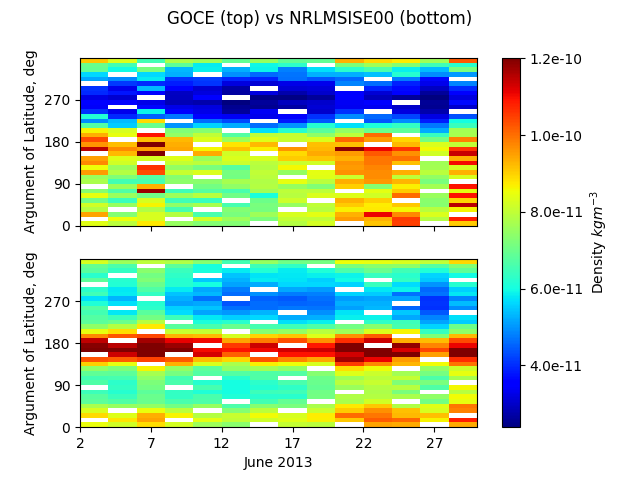 GOCE (top) vs NRLMSISE00 (bottom)
Argument of Latitude, deg
270
180
90
0
Argument of Latitude, deg
270
180
90
0
2 7 12 17 22 27
June 2013
1.2e-10
1.0e-10
8.0e-11
6.0e-11
4.0e-11
Density kgm⁻³